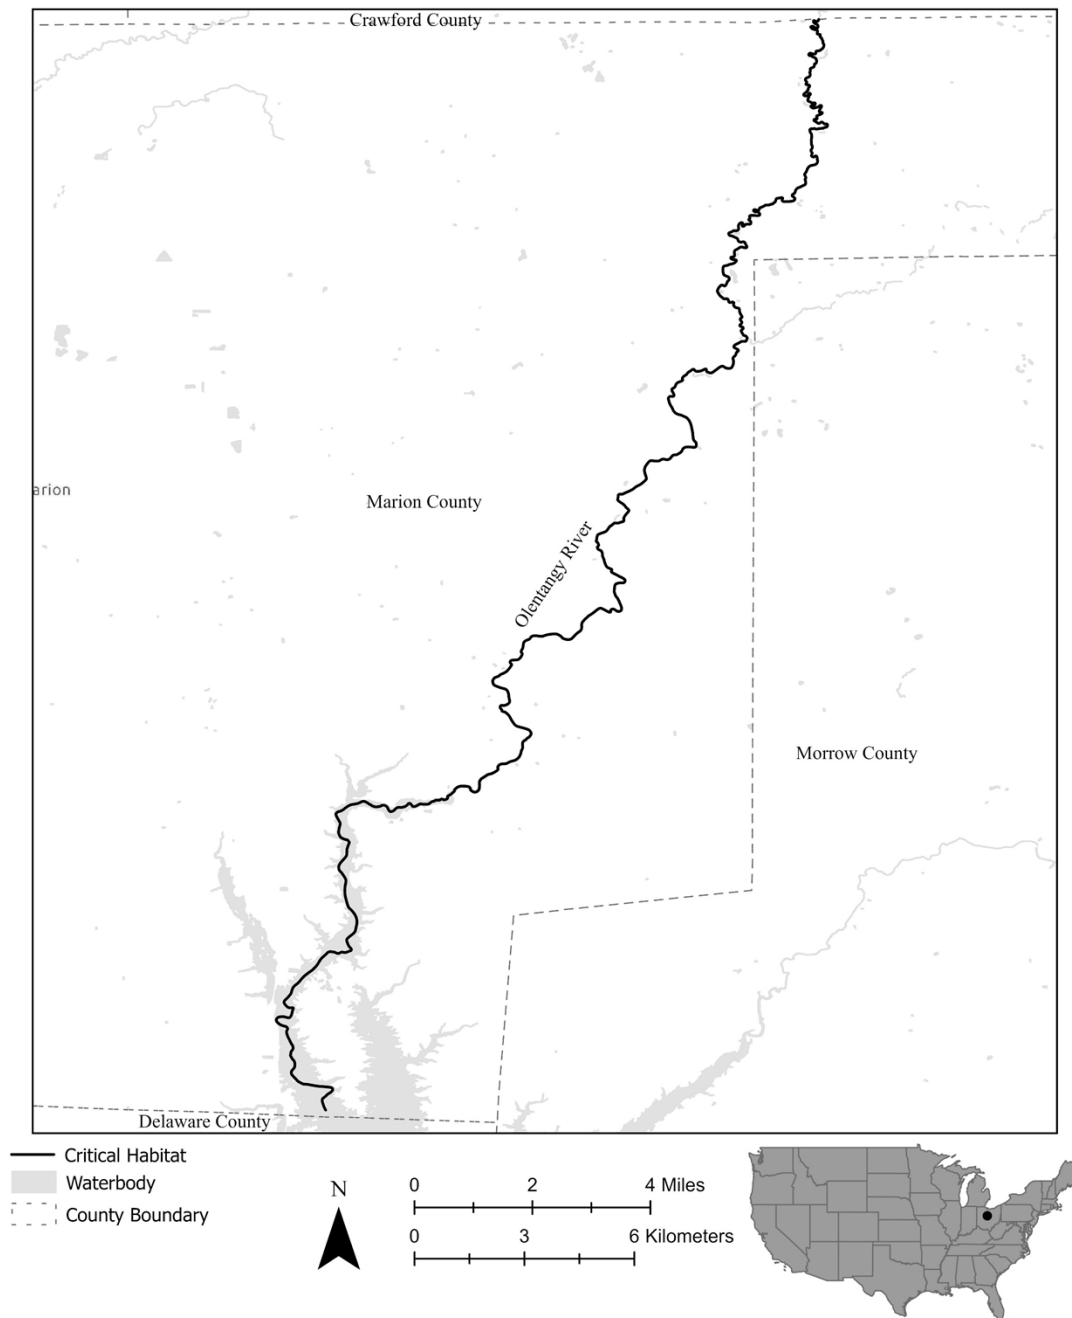 Crawford County
arion
Marion County
Olentangy River
Morrow County
Delaware County
Critical Habitat
Waterbody
County Boundary
N
0 2 4 Miles
0 3 6 Kilometers